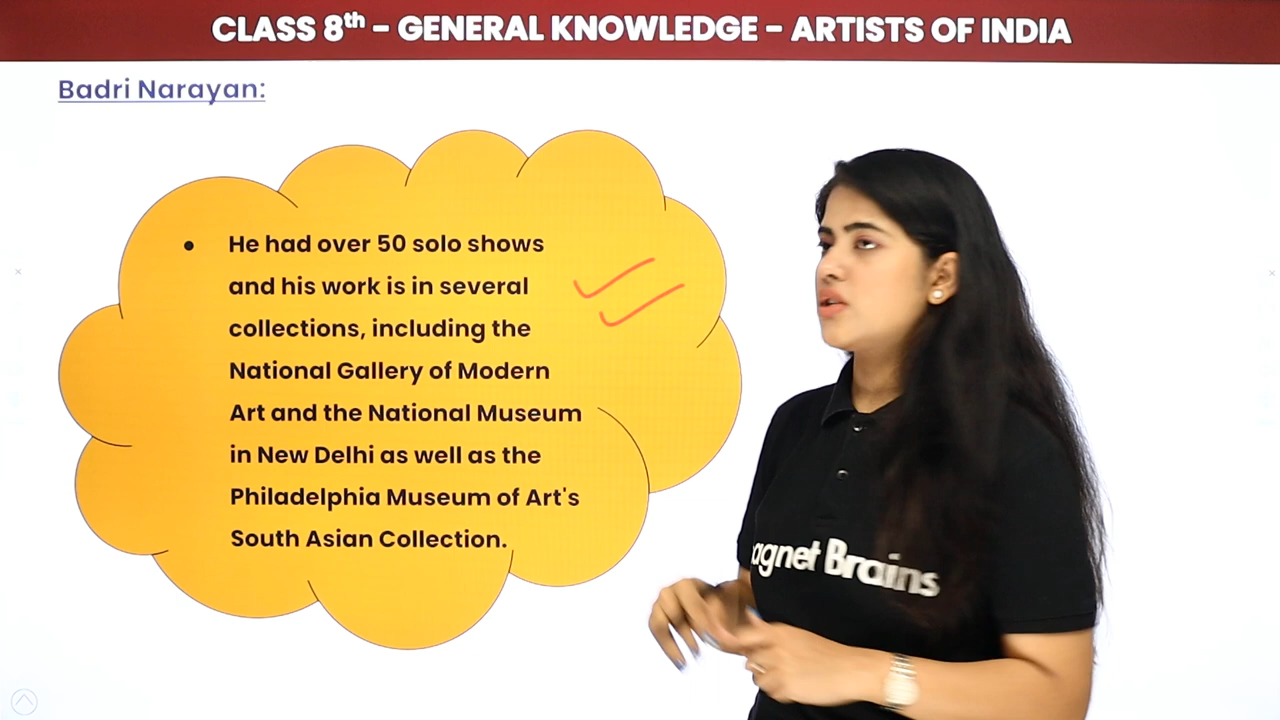 CLASS 8th - GENERAL KNOWLEDGE - ARTISTS OF INDIA
Badri Narayan:
• He had over 50 solo shows
and his work is in several
collections, including the
National Gallery of Modern
Art and the National Museum
in New Delhi as well as the
Philadelphia Museum of Art's
South Asian Collection.
agnet Brains